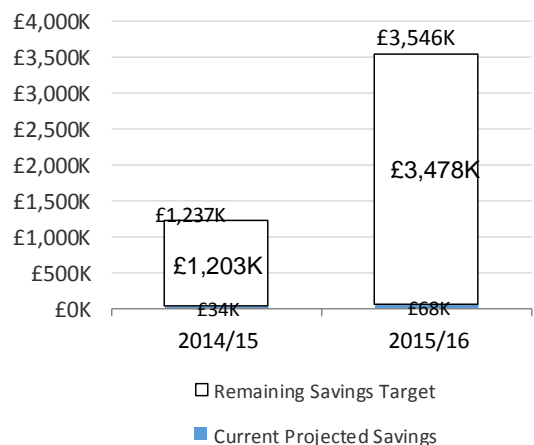 £4,000K
£3,500K
£3,000K
£2,500K
£2,000K
£1,500K
£1,000K
£500K
£0K
£1,237K
£1,203K
£34K
£3,546K
£3,478K
£68K
2014/15
2015/16
Remaining Savings Target
Current Projected Savings